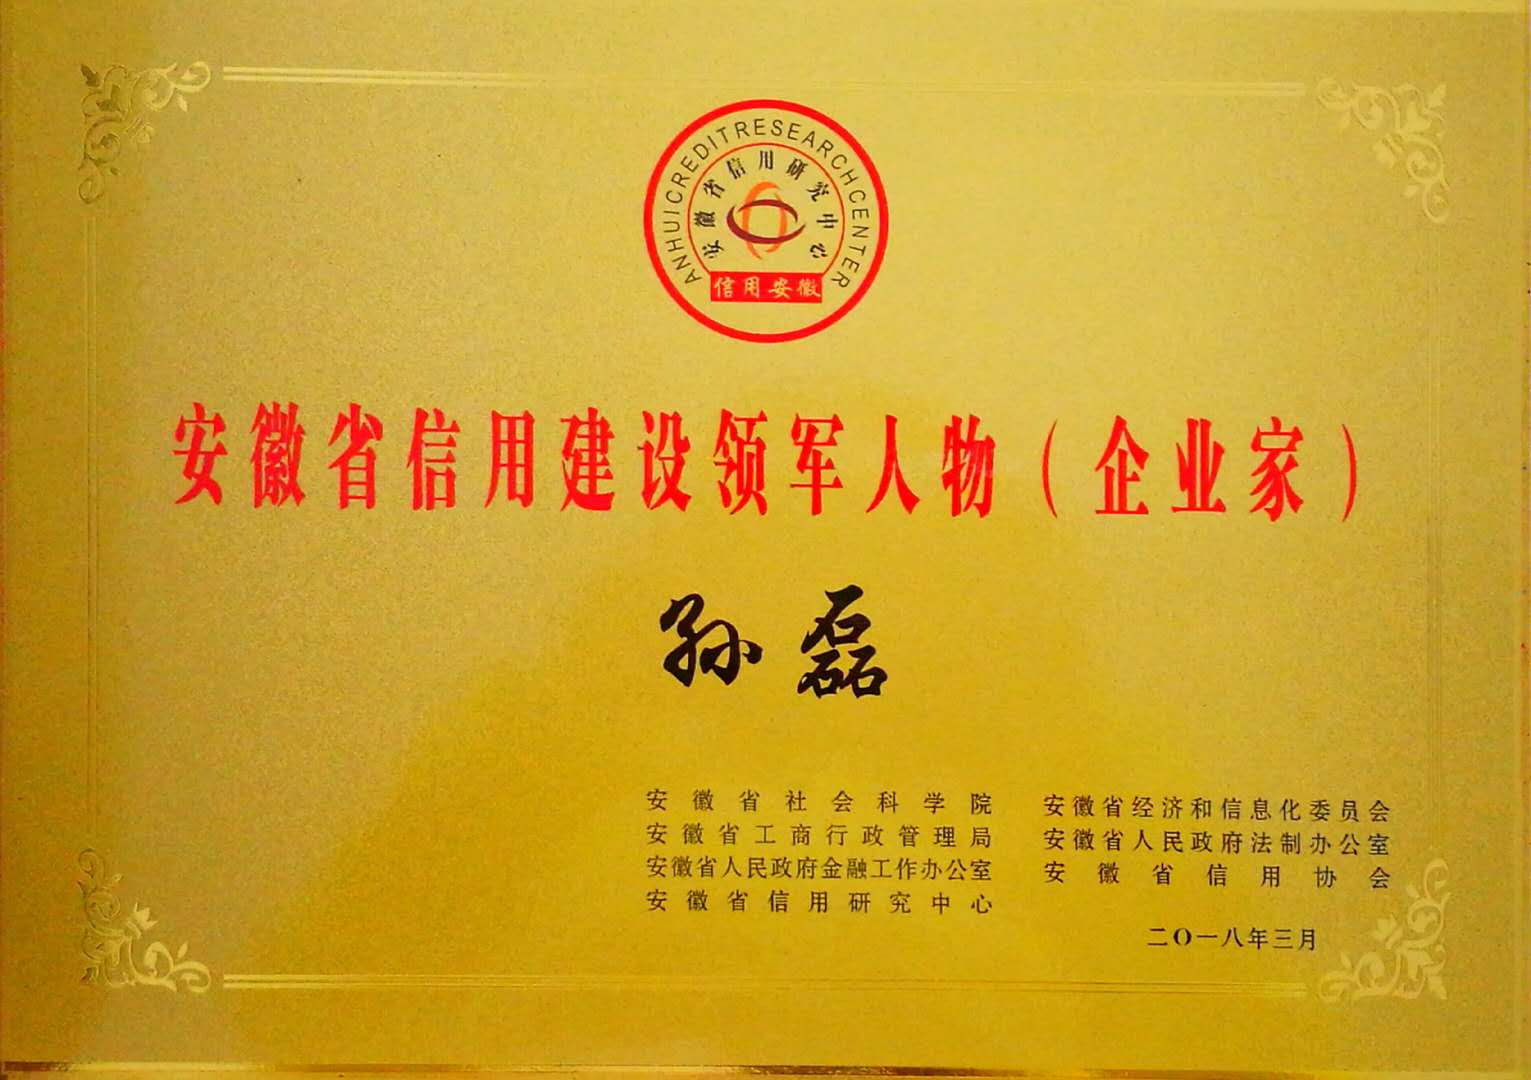 ANHUICREDITRESEARCHCENTER
安徽省信用研究中心
信用安徽
安徽省信用建设领军人物（企业家）
孙磊
安徽省社会科学院
安徽省工商行政管理局
安徽省人民政府金融工作办公室
安徽省信用研究中心
安徽省经济和信息化委员会
安徽省人民政府法制办公室
安徽省信用协会
二〇一八年三月